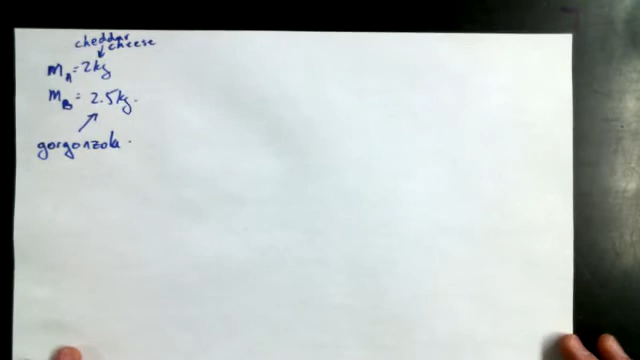 cheddar
cheese
mA = 2kg
mB = 2.5kg.
gorgonzola.